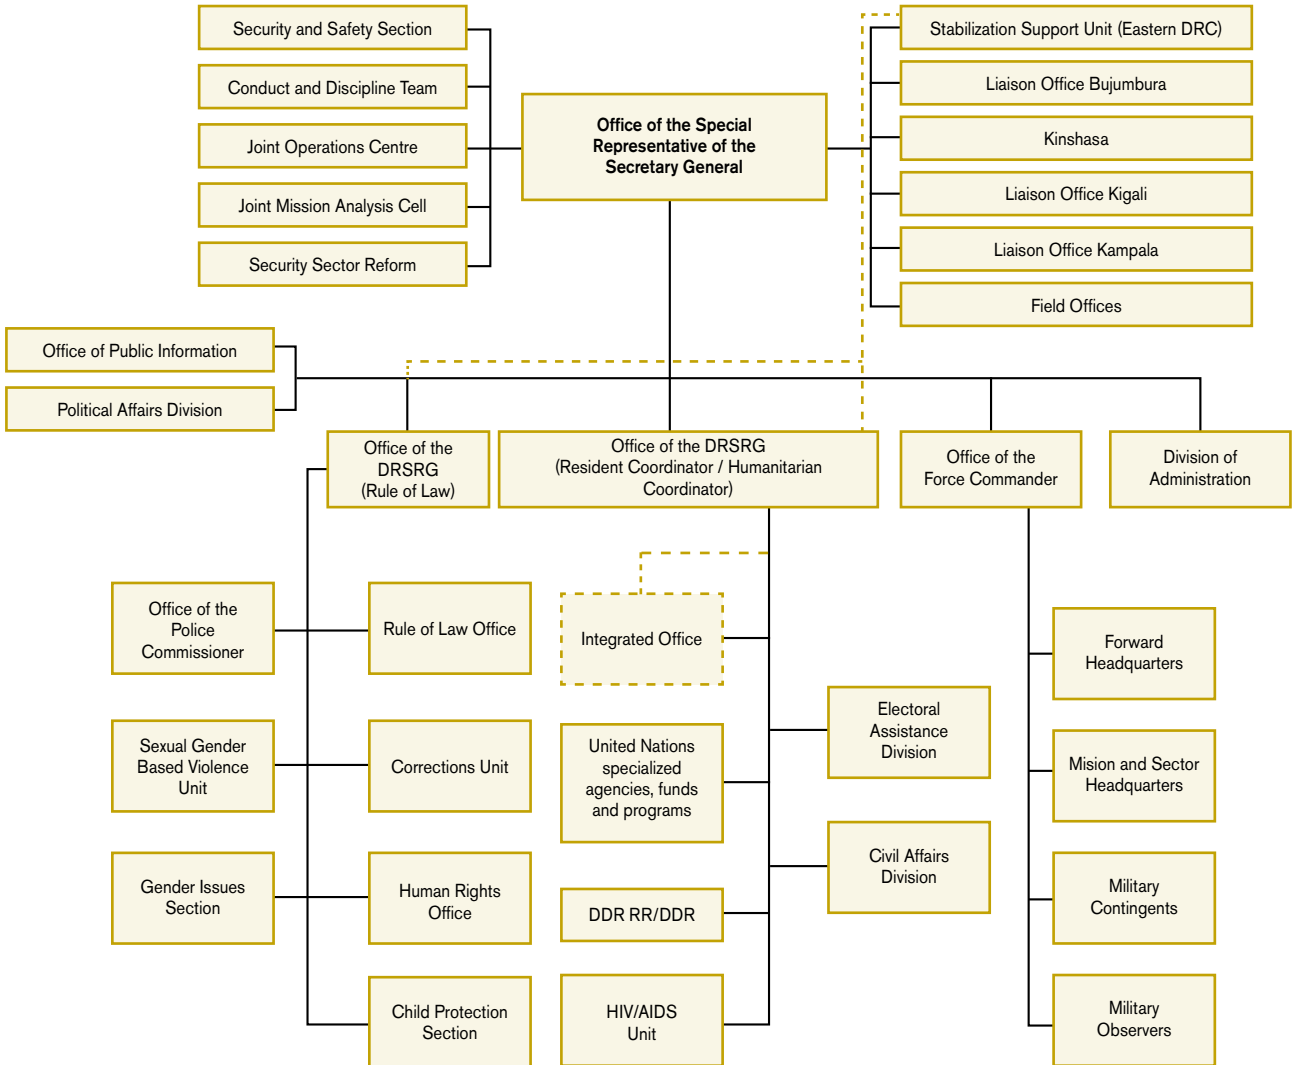 Security and Safety Section
Conduct and Discipline Team
Joint Operations Centre
Joint Mission Analysis Cell
Security Sector Reform
Office of the Special
Representative of the
Secretary General
Stabilization Support Unit (Eastern DRC)
Liaison Office Bujumbura
Kinshasa
Liaison Office Kigali
Liaison Office Kampala
Field Offices
Office of Public Information
Political Affairs Division
Office of the
DRSRG
(Rule of Law)
Office of the DRSRG
(Resident Coordinator / Humanitarian
Coordinator)
Office of the
Force Commander
Division of
Administration
Office of the
Police
Commissioner
Rule of Law Office
Sexual Gender
Based Violence
Unit
Corrections Unit
Gender Issues
Section
Human Rights
Office
Child Protection
Section
Integrated Office
United Nations
specialized
agencies, funds
and programs
DDR RR/DDR
HIV/AIDS
Unit
Electoral
Assistance
Division
Civil Affairs
Division
Forward
Headquarters
Mision and Sector
Headquarters
Military
Contingents
Military
Observers